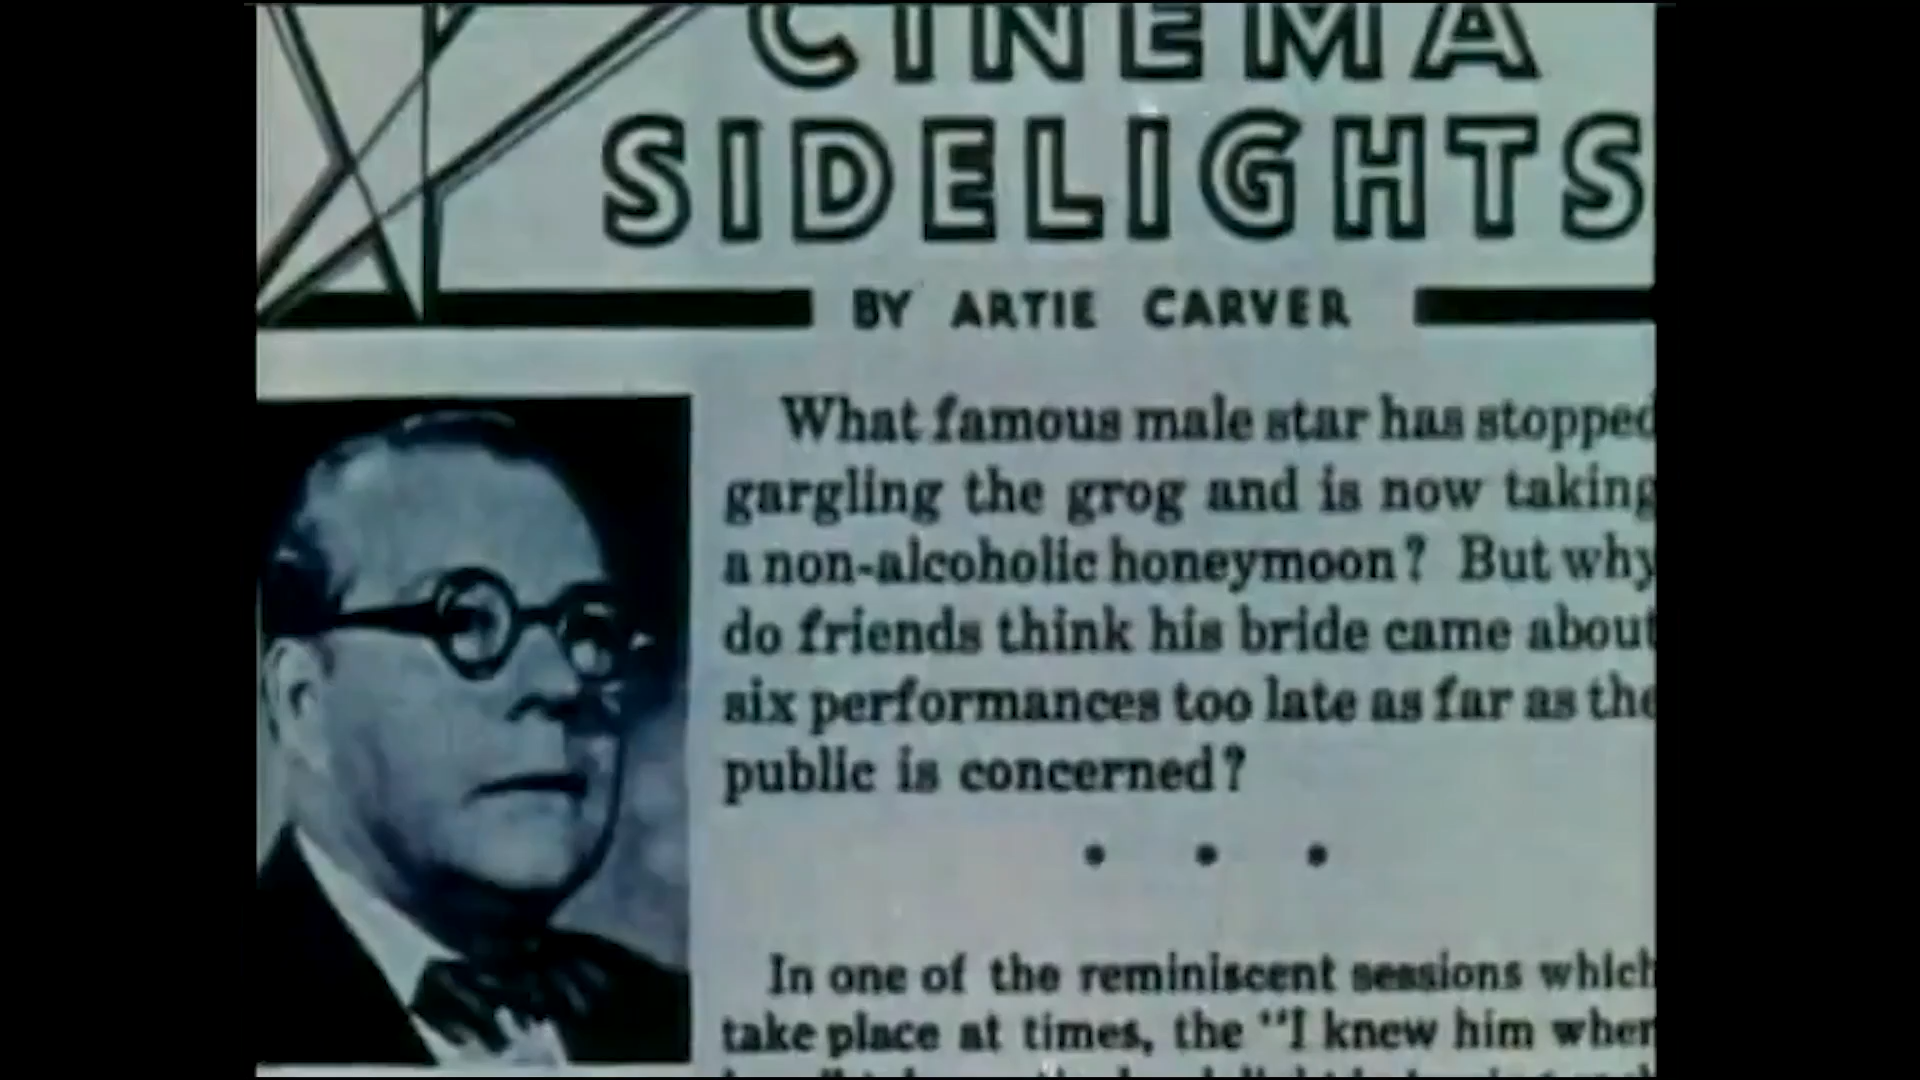 CINEMA
SIDELIGHTS
BY ARTIE CARVER
What famous male star has stopped
gargling the grog and is now taking
a non-alcoholic honeymoon? But why
do friends think his bride came about
six performances too late as far as the
public is concerned?
• • •
In one of the reminiscent sessions which
take place at times, the "I knew him when